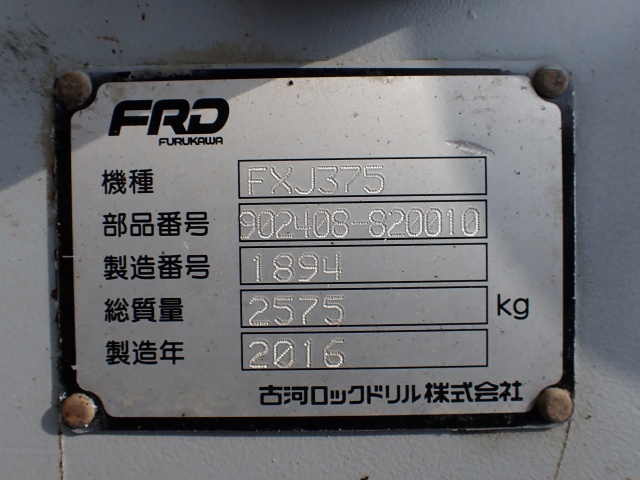 FRD
FURUKAWA
機種 FXJ375
部品番号 902408-820010
製造番号 1894
総質量 2575 kg
製造年 2016
古河ロックドリル株式会社